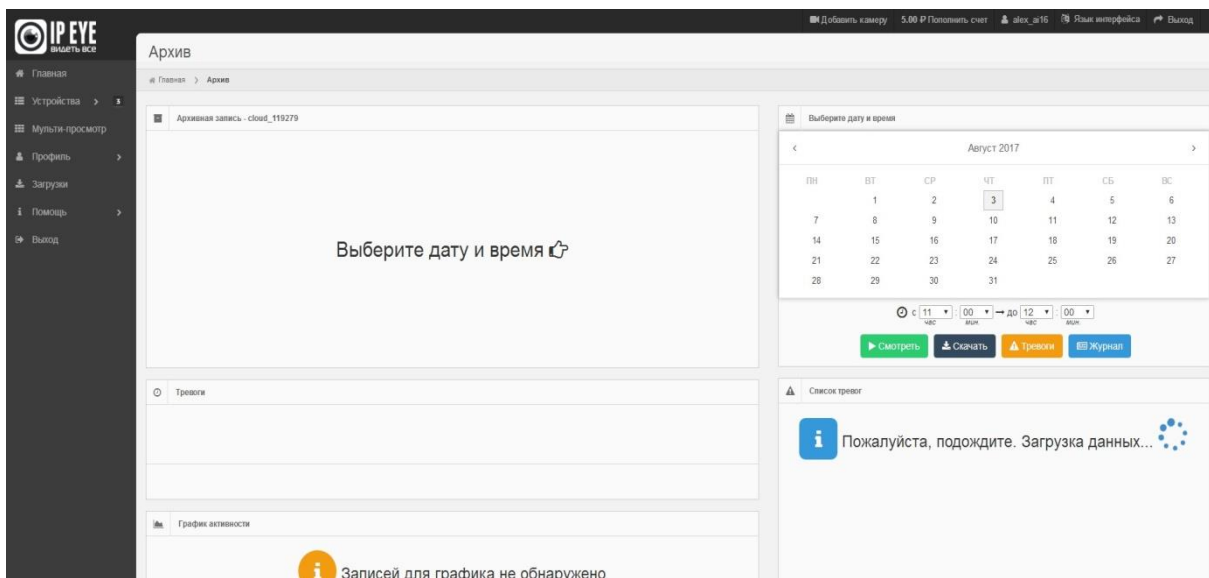 IP EYE
видеть все
Добавить камеру 5.00 ₽ Пополнить счет alex_ai16 Язык интерфейса Выход
Главная
Устройства > 3
Мульти-просмотр
Профиль >
Загрузки
Помощь >
Выход
Архив
Главная > Архив
Архивная запись - cloud_119279
Выберите дату и время
Тревоги
График активности
Записей для графика не обнаружено
Выберите дату и время
< Август 2017 >
ПН ВТ СР ЧТ ПТ СБ ВС
1 2 3 4 5 6
7 8 9 10 11 12 13
14 15 16 17 18 19 20
21 22 23 24 25 26 27
28 29 30 31
с 11 : 00 → до 12 : 00
час мин. час мин.
Смотреть Скачать Тревоги Журнал
Список тревог
Пожалуйста, подождите. Загрузка данных...